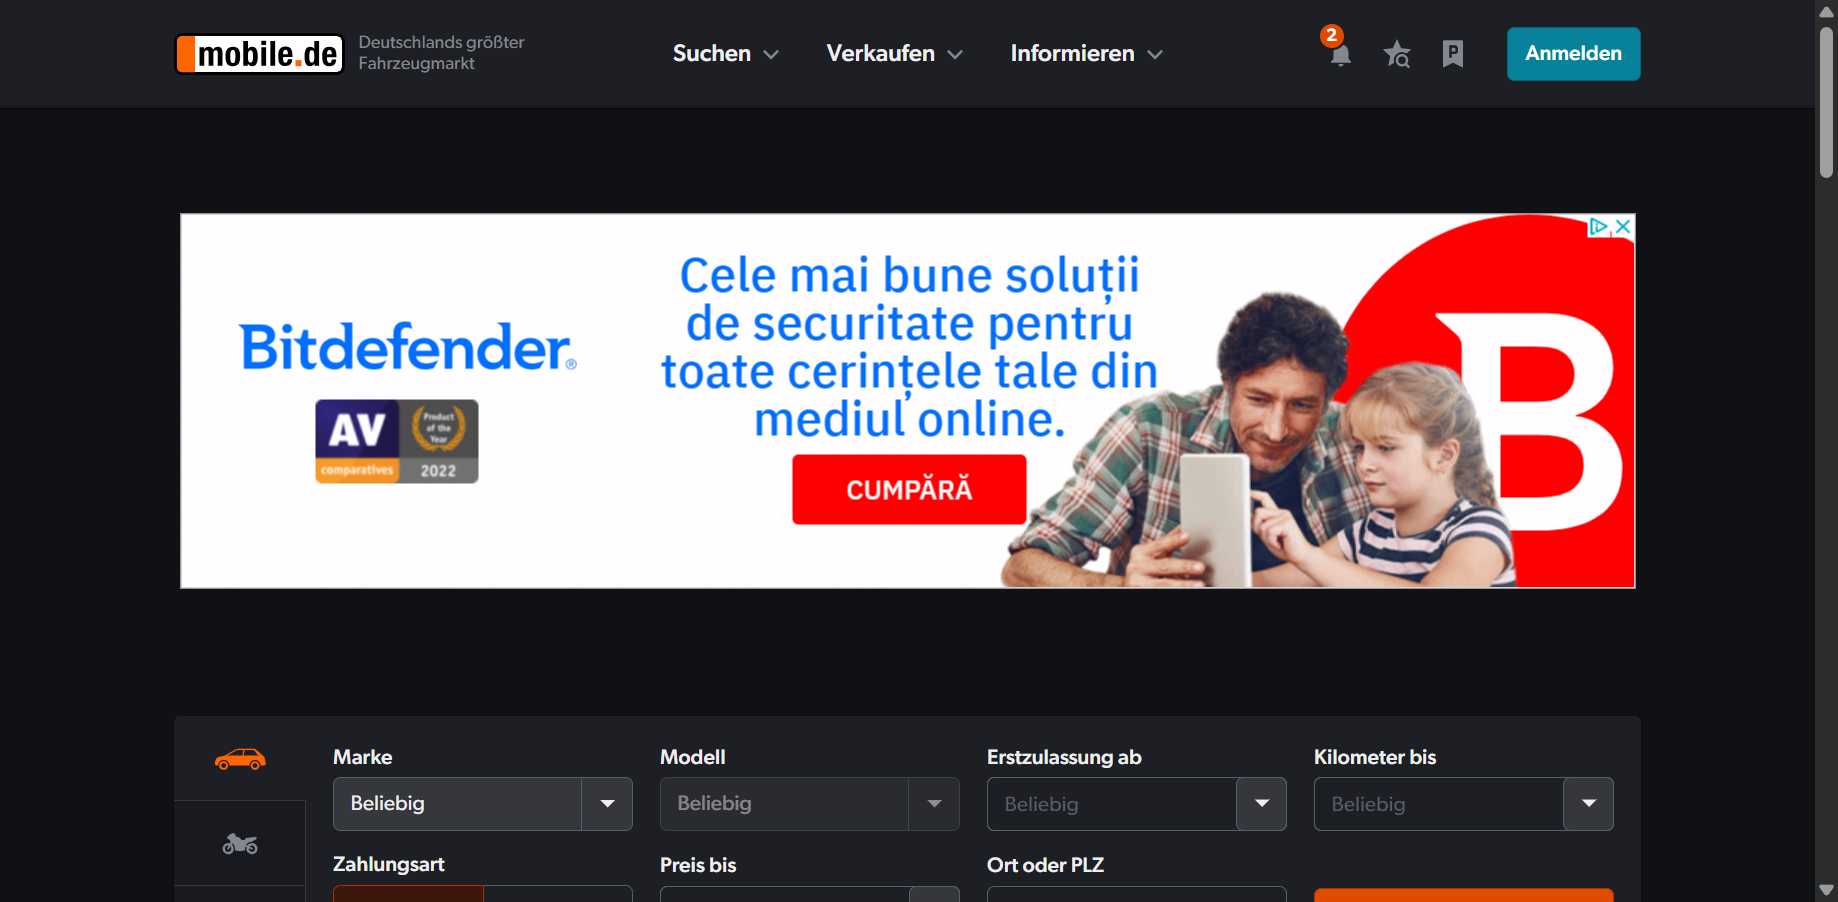 mobile.de
Deutschlands größter
Fahrzeugmarkt
Suchen
Verkaufen
Informieren
2
P
Anmelden
Bitdefender®
AV
comparatives
Product
of the
Year
2022
Cele mai bune soluții
de securitate pentru
toate cerințele tale din
mediul online.
CUMPĂRĂ
B
Marke
Modell
Erstzulassung ab
Kilometer bis
Beliebig
Beliebig
Beliebig
Beliebig
Zahlungsart
Preis bis
Ort oder PLZ